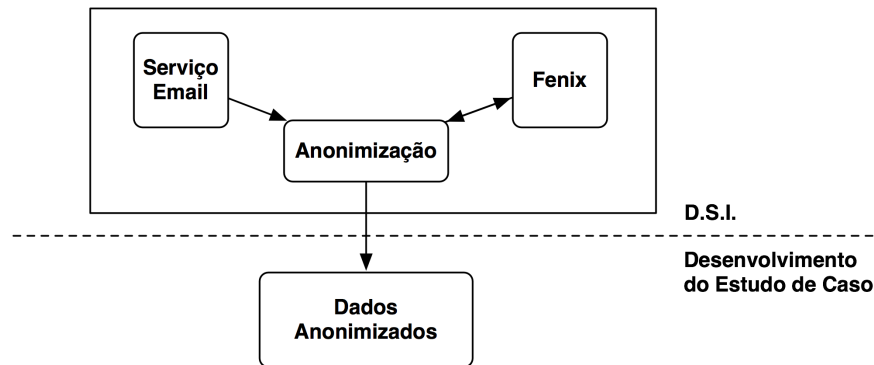 Serviço
Email
Fenix
Anonimização
D.S.I.
Desenvolvimento
do Estudo de Caso
Dados
Anonimizados